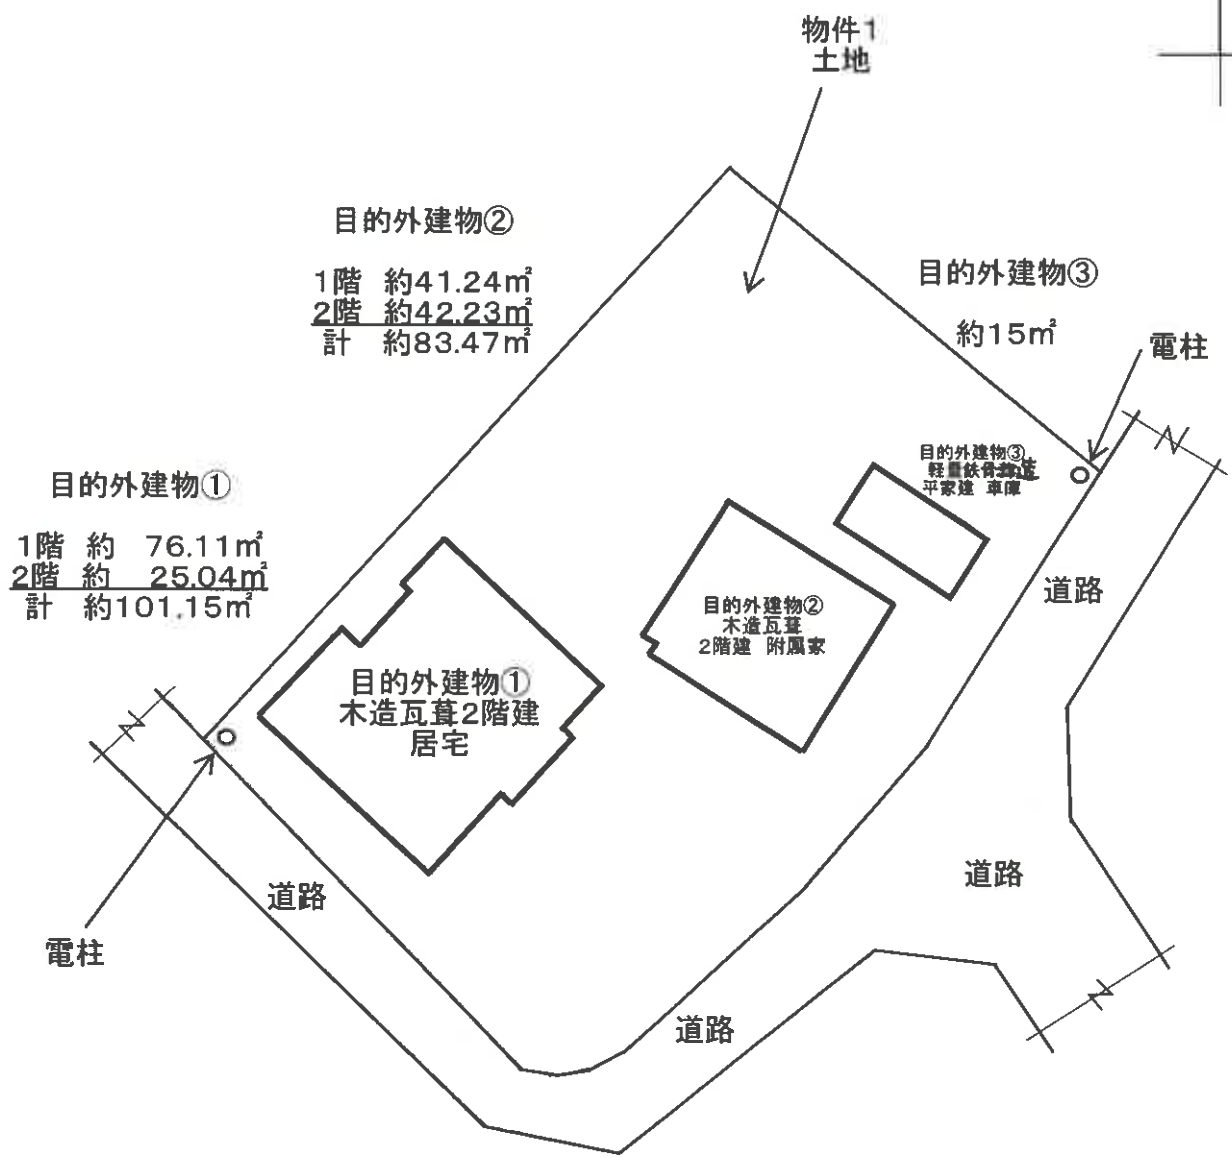 物件1
土地
目的外建物②
1階 約41.24㎡
2階 約42.23㎡
計 約83.47㎡
目的外建物③
約15㎡
電柱
目的外建物①
1階 約 76.11㎡
2階 約 25.04㎡
計 約101.15㎡
目的外建物③
軽量鉄骨造
平家建 車庫
目的外建物②
木造瓦葺
2階建 附属家
目的外建物①
木造瓦葺2階建
居宅
道路
道路
道路
電柱
道路